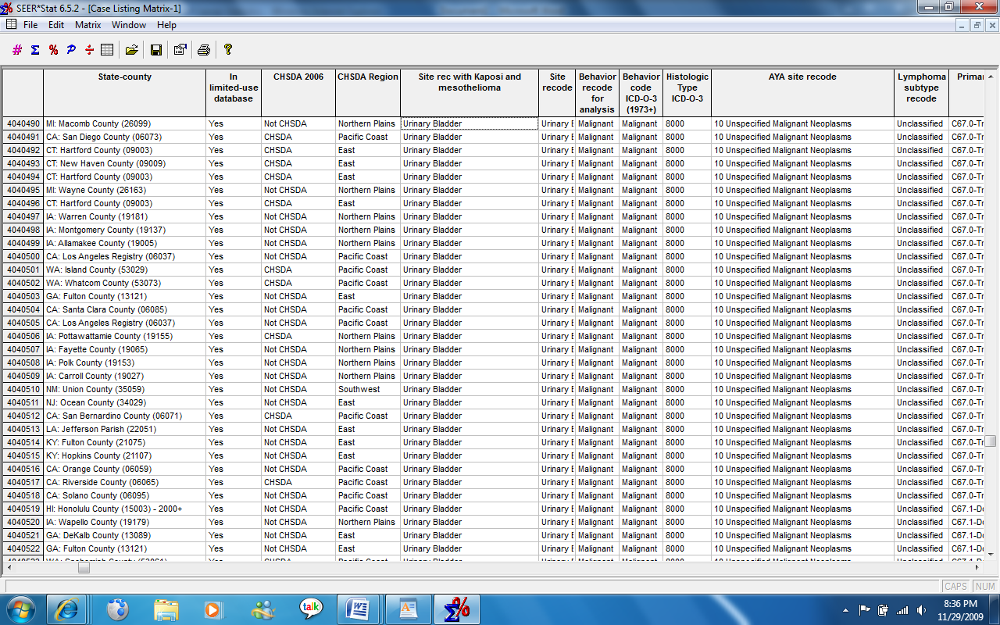 SEER*Stat 6.5.2 - [Case Listing Matrix-1]
File Edit Matrix Window Help
State-county In limited-use database CHSDA 2006 CHSDA Region Site rec with Kaposi and mesothelioma Site recode Behavior recode for analysis Behavior code ICD-O-3 (1973+) Histologic Type ICD-O-3 AYA site recode Lymphoma subtype recode Primar
4040490 MI: Macomb County (26099) Yes Not CHSDA Northern Plains Urinary Bladder Urinary E Malignant Malignant 8000 10 Unspecified Malignant Neoplasms Unclassified C67.0-Tr
4040491 CA: San Diego County (06073) Yes CHSDA Pacific Coast Urinary Bladder Urinary E Malignant Malignant 8000 10 Unspecified Malignant Neoplasms Unclassified C67.0-Tr
4040492 CT: Hartford County (09003) Yes CHSDA East Urinary Bladder Urinary E Malignant Malignant 8000 10 Unspecified Malignant Neoplasms Unclassified C67.0-Tr
4040493 CT: New Haven County (09009) Yes CHSDA East Urinary Bladder Urinary E Malignant Malignant 8000 10 Unspecified Malignant Neoplasms Unclassified C67.0-Tr
4040494 CT: Hartford County (09003) Yes CHSDA East Urinary Bladder Urinary E Malignant Malignant 8000 10 Unspecified Malignant Neoplasms Unclassified C67.0-Tr
4040495 MI: Wayne County (26163) Yes Not CHSDA Northern Plains Urinary Bladder Urinary E Malignant Malignant 8000 10 Unspecified Malignant Neoplasms Unclassified C67.0-Tr
4040496 CT: Hartford County (09003) Yes CHSDA East Urinary Bladder Urinary E Malignant Malignant 8000 10 Unspecified Malignant Neoplasms Unclassified C67.0-Tr
4040497 IA: Warren County (19181) Yes Not CHSDA Northern Plains Urinary Bladder Urinary E Malignant Malignant 8000 10 Unspecified Malignant Neoplasms Unclassified C67.0-Tr
4040498 IA: Montgomery County (19137) Yes Not CHSDA Northern Plains Urinary Bladder Urinary E Malignant Malignant 8000 10 Unspecified Malignant Neoplasms Unclassified C67.0-Tr
4040499 IA: Allamakee County (19005) Yes Not CHSDA Northern Plains Urinary Bladder Urinary E Malignant Malignant 8000 10 Unspecified Malignant Neoplasms Unclassified C67.0-Tr
4040500 CA: Los Angeles Registry (06037) Yes Not CHSDA Pacific Coast Urinary Bladder Urinary E Malignant Malignant 8000 10 Unspecified Malignant Neoplasms Unclassified C67.0-Tr
4040501 WA: Island County (53029) Yes CHSDA Pacific Coast Urinary Bladder Urinary E Malignant Malignant 8000 10 Unspecified Malignant Neoplasms Unclassified C67.0-Tr
4040502 WA: Whatcom County (53073) Yes CHSDA Pacific Coast Urinary Bladder Urinary E Malignant Malignant 8000 10 Unspecified Malignant Neoplasms Unclassified C67.0-Tr
4040503 GA: Fulton County (13121) Yes Not CHSDA East Urinary Bladder Urinary E Malignant Malignant 8000 10 Unspecified Malignant Neoplasms Unclassified C67.0-Tr
4040504 CA: Santa Clara County (06085) Yes Not CHSDA Pacific Coast Urinary Bladder Urinary E Malignant Malignant 8000 10 Unspecified Malignant Neoplasms Unclassified C67.0-Tr
4040505 CA: Los Angeles Registry (06037) Yes Not CHSDA Pacific Coast Urinary Bladder Urinary E Malignant Malignant 8000 10 Unspecified Malignant Neoplasms Unclassified C67.0-Tr
4040506 IA: Pottawattamie County (19155) Yes CHSDA Northern Plains Urinary Bladder Urinary E Malignant Malignant 8000 10 Unspecified Malignant Neoplasms Unclassified C67.0-Tr
4040507 IA: Fayette County (19065) Yes Not CHSDA Northern Plains Urinary Bladder Urinary E Malignant Malignant 8000 10 Unspecified Malignant Neoplasms Unclassified C67.0-Tr
4040508 IA: Polk County (19153) Yes Not CHSDA Northern Plains Urinary Bladder Urinary E Malignant Malignant 8000 10 Unspecified Malignant Neoplasms Unclassified C67.0-Tr
4040509 IA: Carroll County (19027) Yes Not CHSDA Northern Plains Urinary Bladder Urinary E Malignant Malignant 8000 10 Unspecified Malignant Neoplasms Unclassified C67.0-Tr
4040510 NM: Union County (35059) Yes Not CHSDA Southwest Urinary Bladder Urinary E Malignant Malignant 8000 10 Unspecified Malignant Neoplasms Unclassified C67.0-Tr
4040511 NJ: Ocean County (34029) Yes Not CHSDA East Urinary Bladder Urinary E Malignant Malignant 8000 10 Unspecified Malignant Neoplasms Unclassified C67.0-Tr
4040512 CA: San Bernardino County (06071) Yes CHSDA Pacific Coast Urinary Bladder Urinary E Malignant Malignant 8000 10 Unspecified Malignant Neoplasms Unclassified C67.0-Tr
4040513 LA: Jefferson Parish (22051) Yes Not CHSDA East Urinary Bladder Urinary E Malignant Malignant 8000 10 Unspecified Malignant Neoplasms Unclassified C67.0-Tr
4040514 KY: Fulton County (21075) Yes Not CHSDA East Urinary Bladder Urinary E Malignant Malignant 8000 10 Unspecified Malignant Neoplasms Unclassified C67.0-Tr
4040515 KY: Hopkins County (21107) Yes Not CHSDA East Urinary Bladder Urinary E Malignant Malignant 8000 10 Unspecified Malignant Neoplasms Unclassified C67.0-Tr
4040516 CA: Orange County (06059) Yes Not CHSDA Pacific Coast Urinary Bladder Urinary E Malignant Malignant 8000 10 Unspecified Malignant Neoplasms Unclassified C67.0-Tr
4040517 CA: Riverside County (06065) Yes CHSDA Pacific Coast Urinary Bladder Urinary E Malignant Malignant 8000 10 Unspecified Malignant Neoplasms Unclassified C67.0-Tr
4040518 CA: Solano County (06095) Yes Not CHSDA Pacific Coast Urinary Bladder Urinary E Malignant Malignant 8000 10 Unspecified Malignant Neoplasms Unclassified C67.0-Tr
4040519 HI: Honolulu County (15003) - 2000+ Yes Not CHSDA Pacific Coast Urinary Bladder Urinary E Malignant Malignant 8000 10 Unspecified Malignant Neoplasms Unclassified C67.1-Do
4040520 IA: Wapello County (19179) Yes Not CHSDA Northern Plains Urinary Bladder Urinary E Malignant Malignant 8000 10 Unspecified Malignant Neoplasms Unclassified C67.1-Do
4040521 GA: DeKalb County (13089) Yes Not CHSDA East Urinary Bladder Urinary E Malignant Malignant 8000 10 Unspecified Malignant Neoplasms Unclassified C67.1-Do
4040522 GA: Fulton County (13121) Yes Not CHSDA East Urinary Bladder Urinary E Malignant Malignant 8000 10 Unspecified Malignant Neoplasms Unclassified C67.1-Do
CAPS NUM
talk
8:36 PM
11/29/2009